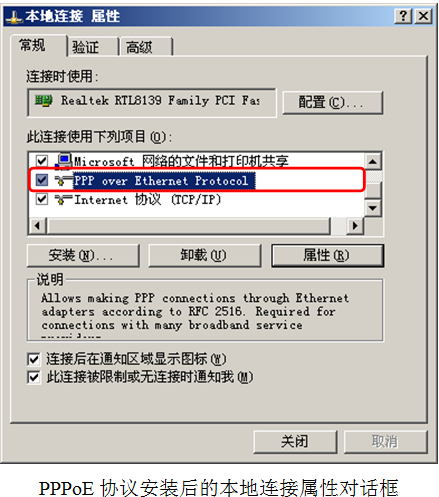 本地连接 属性
常规
验证
高级
连接时使用:
Realtek RTL8139 Family PCI Fas
配置(C)...
此连接使用下列项目(O):
Microsoft 网络的文件和打印机共享
PPP over Ethernet Protocol
Internet 协议 (TCP/IP)
安装(N)...
卸载(U)
属性(R)
说明
Allows making PPP connections through Ethernet
adapters according to RFC 2516. Required for
connections with many broadband service
连接后在通知区域显示图标(W)
此连接被限制或无连接时通知我(M)
关闭
取消
PPPoE 协议安装后的本地连接属性对话框